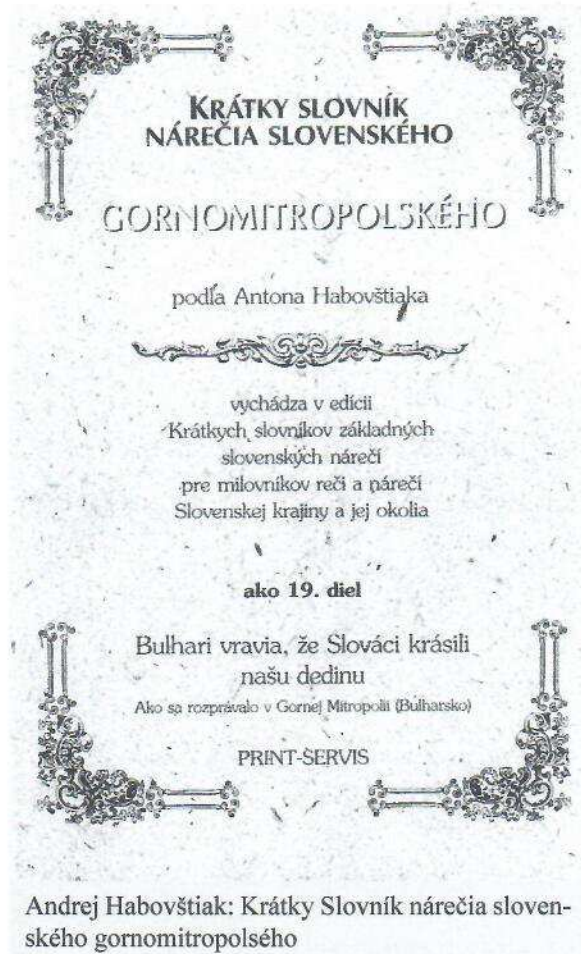 KRÁTKY SLOVNÍK
NÁREČIA SLOVENSKÉHO
GORNOMITROPOLSKÉHO
podľa Antona Habovštiaka
vychádza v edícii
Krátkych slovníkov základných
slovenských nárečí
pre milovníkov reči a nárečí
Slovenskej krajiny a jej okolia
ako 19. diel
Bulhari vravia, že Slováci krásili
našu dedinu
Ako sa rozprávalo v Gornej Mitropolii (Bulharsko)
PRINT-SERVIS
Andrej Habovštiak: Krátky Slovník nárečia sloven-
ského gornomitropolsého